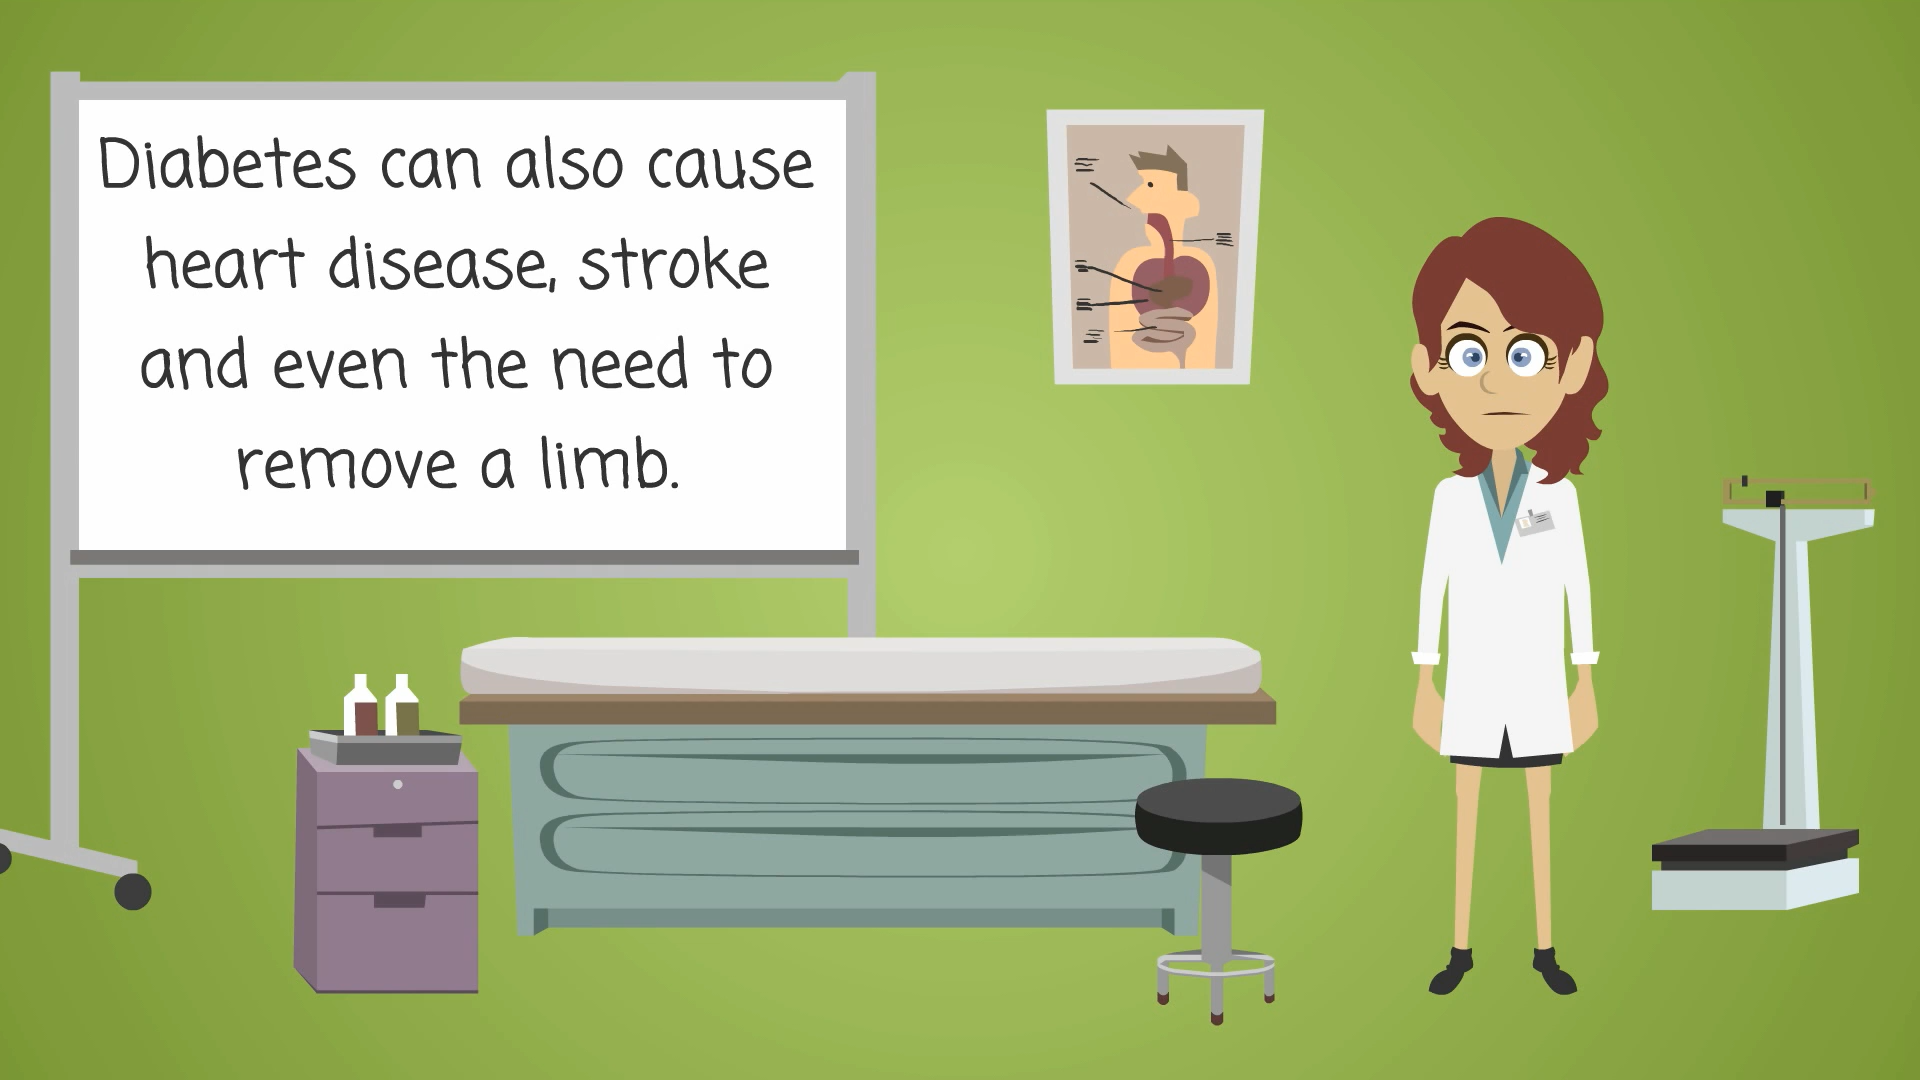 Diabetes can also cause
heart disease, stroke
and even the need to
remove a limb.